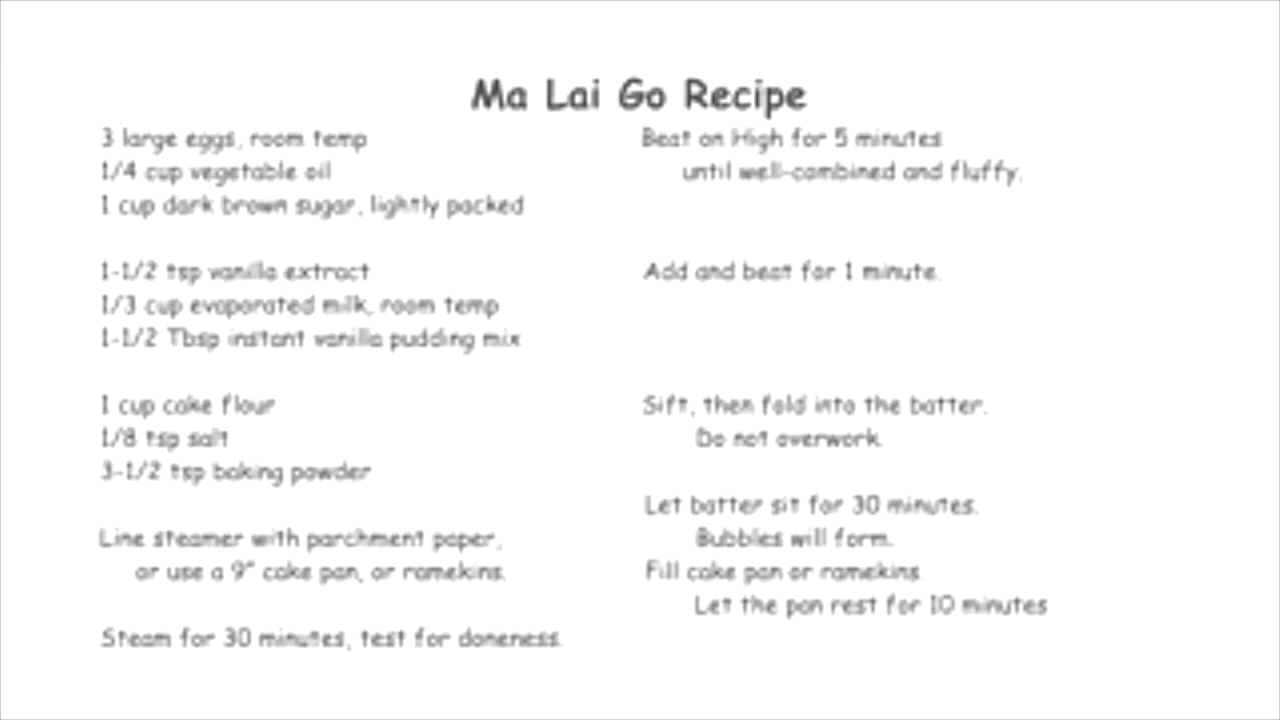 Ma Lai Go Recipe
3 large eggs, room temp
1/4 cup vegetable oil
1 cup dark brown sugar, lightly packed
Beat on High for 5 minutes
until well-combined and fluffy.
1-1/2 tsp vanilla extract
1/3 cup evaporated milk, room temp
1-1/2 Tbsp instant vanilla pudding mix
Add and beat for 1 minute.
1 cup cake flour
1/8 tsp salt
3-1/2 tsp baking powder
Sift, then fold into the batter.
Do not overwork.
Let batter sit for 30 minutes.
Bubbles will form.
Line steamer with parchment paper,
or use a 9" cake pan, or ramekins.
Fill cake pan or ramekins.
Let the pan rest for 10 minutes
Steam for 30 minutes, test for doneness.